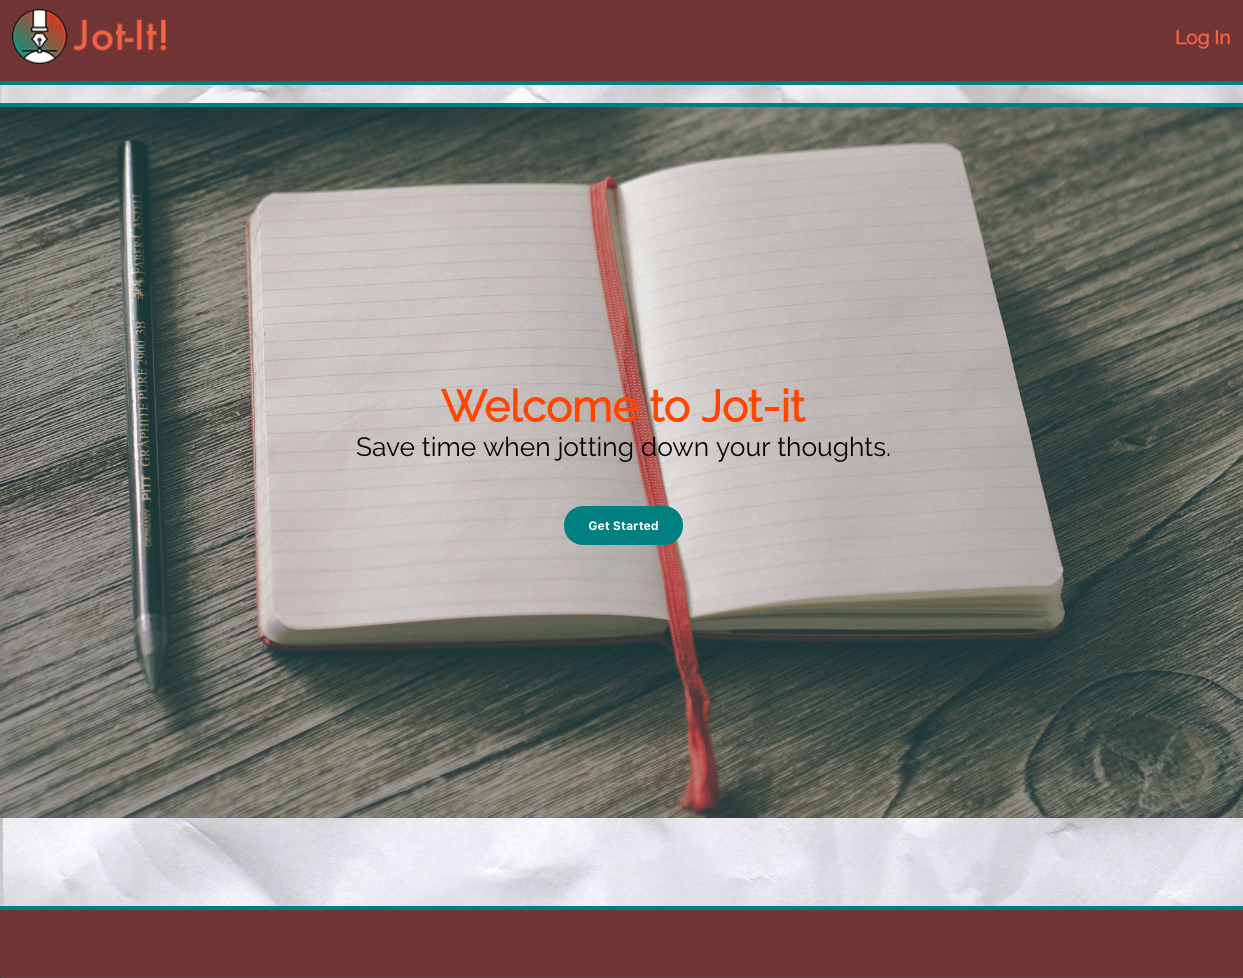 Jot-It!
Log In
PITT GRAPHITE PURE 2900 3B FABER CASTELL
GERMANY
Welcome to Jot-it
Save time when jotting down your thoughts.
Get Started